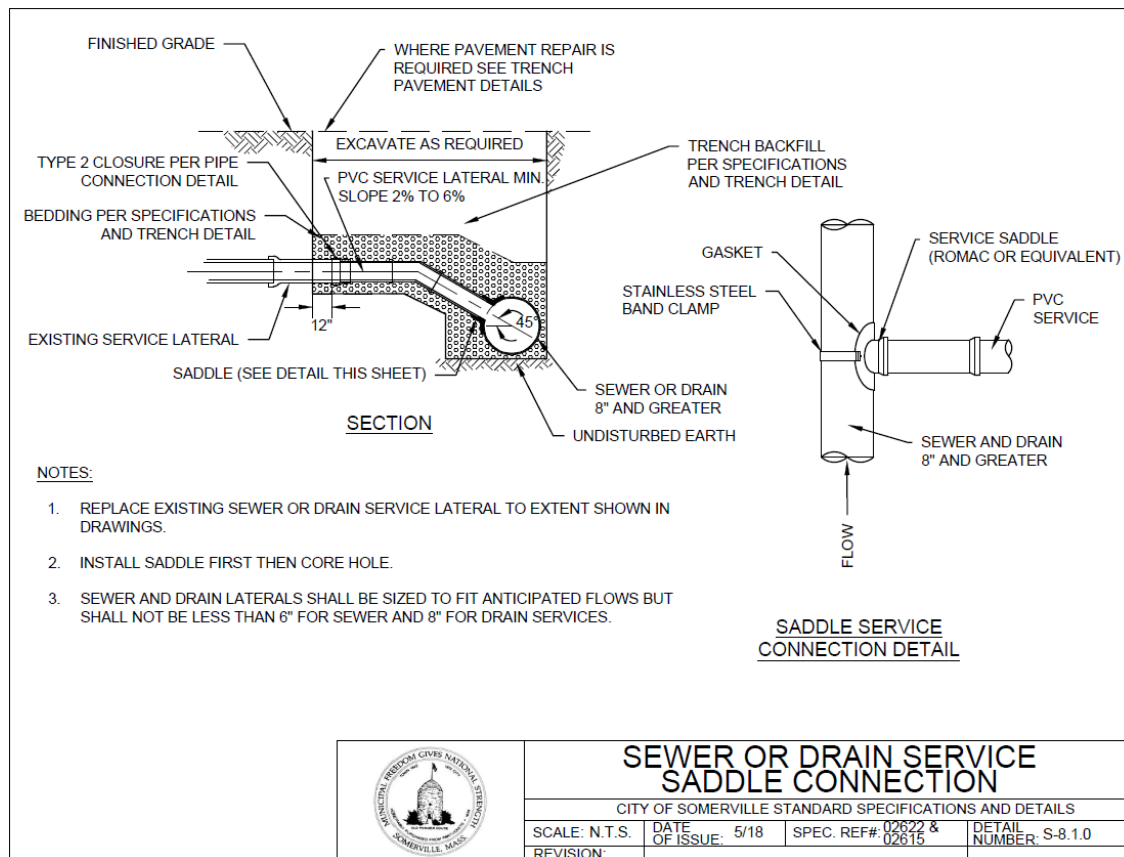 FINISHED GRADE
WHERE PAVEMENT REPAIR IS
REQUIRED SEE TRENCH
PAVEMENT DETAILS
EXCAVATE AS REQUIRED
TYPE 2 CLOSURE PER PIPE
CONNECTION DETAIL
PVC SERVICE LATERAL MIN.
SLOPE 2% TO 6%
TRENCH BACKFILL
PER SPECIFICATIONS
AND TRENCH DETAIL
BEDDING PER SPECIFICATIONS
AND TRENCH DETAIL
EXISTING SERVICE LATERAL
12"
45°
SADDLE (SEE DETAIL THIS SHEET)
SEWER OR DRAIN
8" AND GREATER
UNDISTURBED EARTH
SECTION
GASKET
SERVICE SADDLE
(ROMAC OR EQUIVALENT)
STAINLESS STEEL
BAND CLAMP
PVC
SERVICE
SEWER AND DRAIN
8" AND GREATER
FLOW
SADDLE SERVICE
CONNECTION DETAIL
NOTES:
1. REPLACE EXISTING SEWER OR DRAIN SERVICE LATERAL TO EXTENT SHOWN IN
DRAWINGS.
2. INSTALL SADDLE FIRST THEN CORE HOLE.
3. SEWER AND DRAIN LATERALS SHALL BE SIZED TO FIT ANTICIPATED FLOWS BUT
SHALL NOT BE LESS THAN 6" FOR SEWER AND 8" FOR DRAIN SERVICES.
MUNICIPAL FREEDOM GIVES NATIONAL STRENGTH
SOMERVILLE, MASS
SEWER OR DRAIN SERVICE
SADDLE CONNECTION
CITY OF SOMERVILLE STANDARD SPECIFICATIONS AND DETAILS
SCALE: N.T.S.
DATE
OF ISSUE: 5/18
SPEC. REF#: 02622 &
02615
DETAIL
NUMBER: S-8.1.0
REVISION: